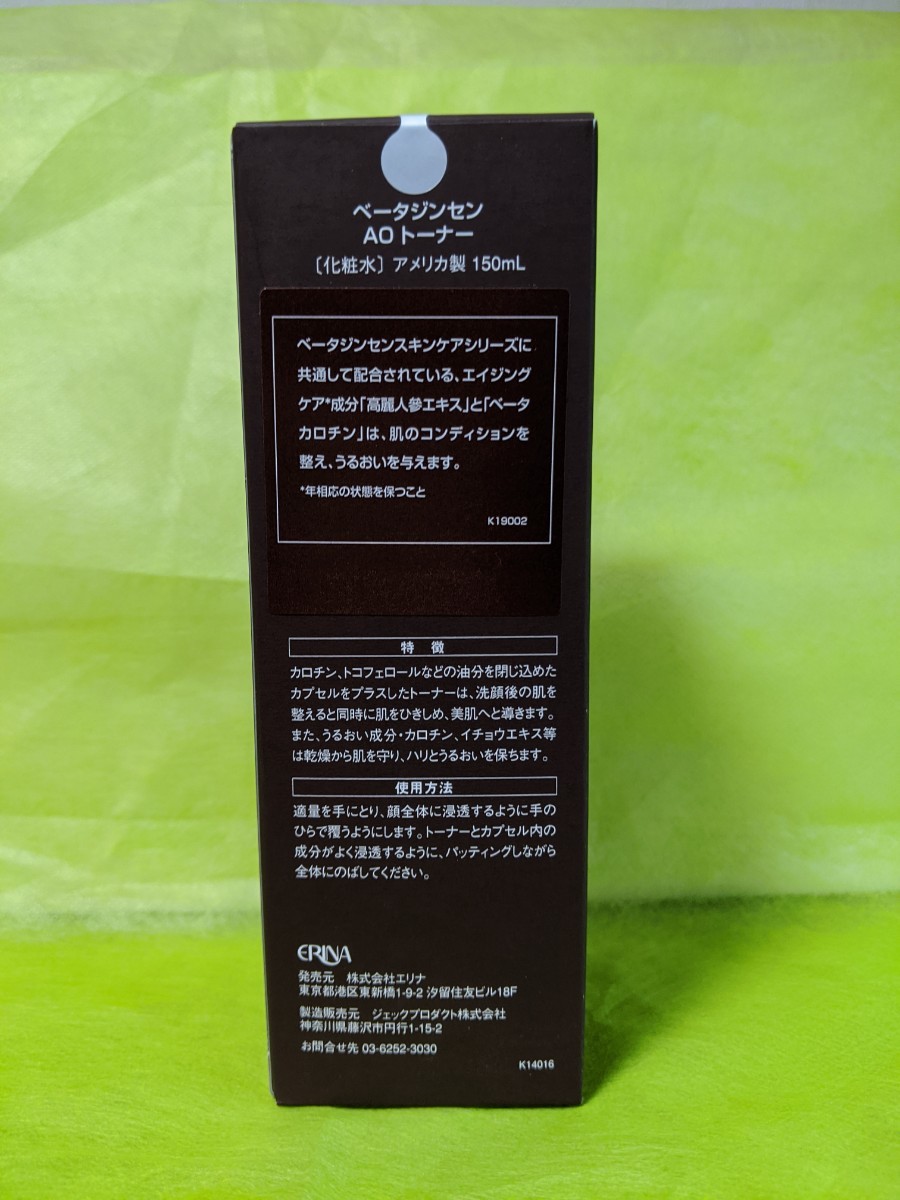 ベータジンセン
AO トーナー
〔化粧水〕アメリカ製 150mL
ベータジンセンスキンケアシリーズに
共通して配合されている、エイジング
ケア*成分「高麗人参エキス」と「ベータ
カロチン」は、肌のコンディションを
整え、うるおいを与えます。
*年相応の状態を保つこと
K19002
特 徴
カロチン、トコフェロールなどの油分を閉じ込めた
カプセルをプラスしたトーナーは、洗顔後の肌を
整えると同時に肌をひきしめ、美肌へと導きます。
また、うるおい成分・カロチン、イチョウエキス等
は乾燥から肌を守り、ハリとうるおいを保ちます。
使用方法
適量を手にとり、顔全体に浸透するように手の
ひらで覆うようにします。トーナーとカプセル内の
成分がよく浸透するように、パッティングしながら
全体にのばしてください。
ERINA
発売元 株式会社エリナ
東京都港区東新橋1-9-2 汐留住友ビル18F
製造販売元 ジェックプロダクト株式会社
神奈川県藤沢市円行1-15-2
お問合せ先 03-6252-3030
K14016